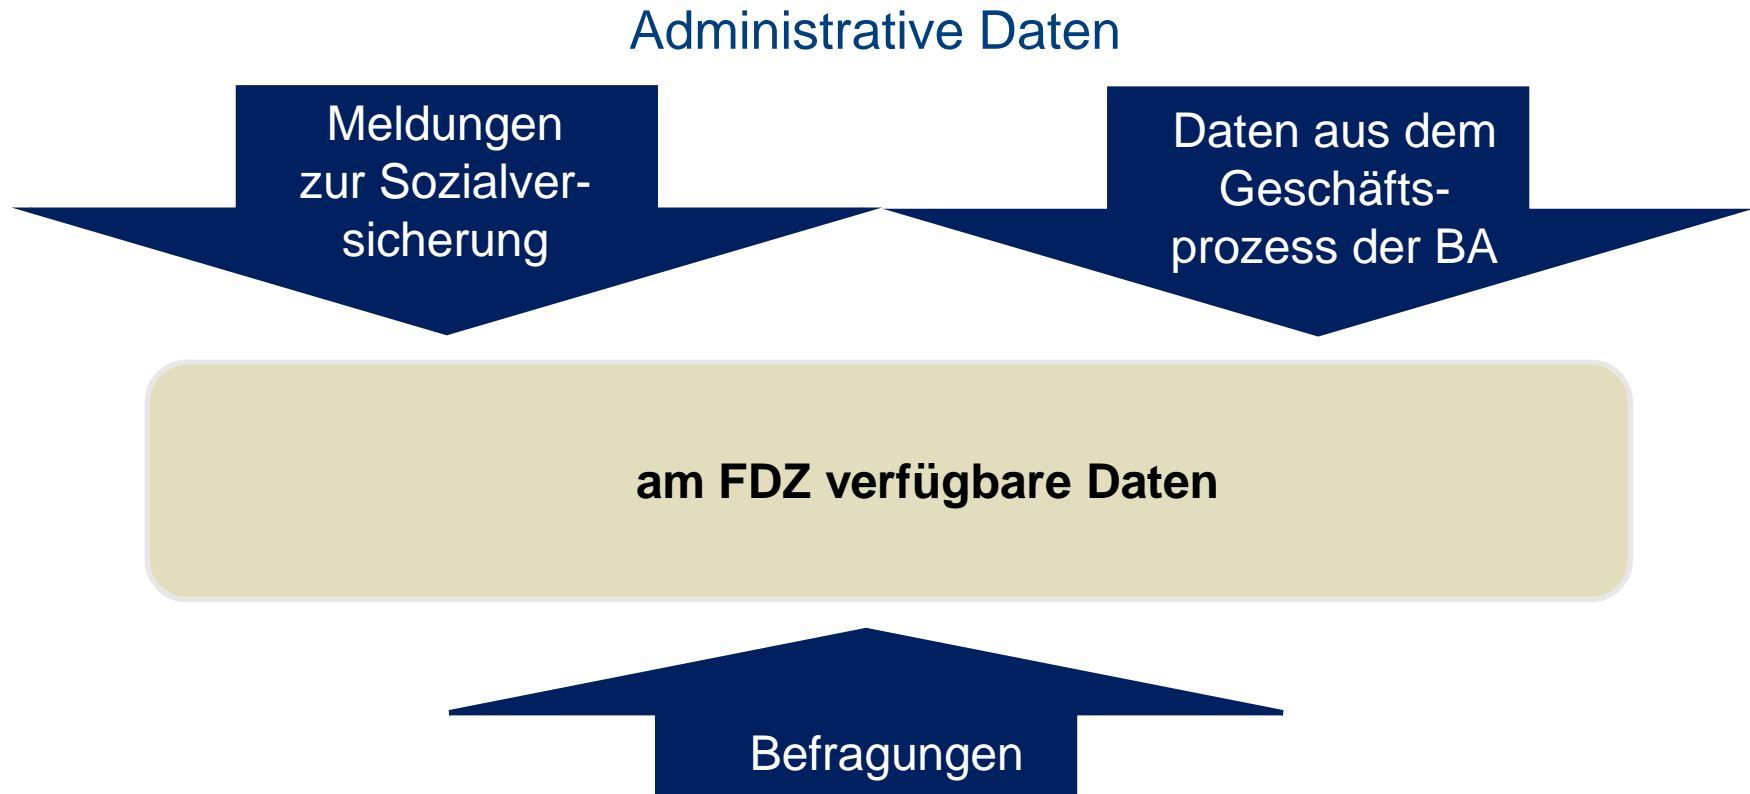 Administrative Daten
Meldungen
zur Sozialver-
sicherung
Daten aus dem
Geschäfts-
prozess der BA
am FDZ verfügbare Daten
Befragungen